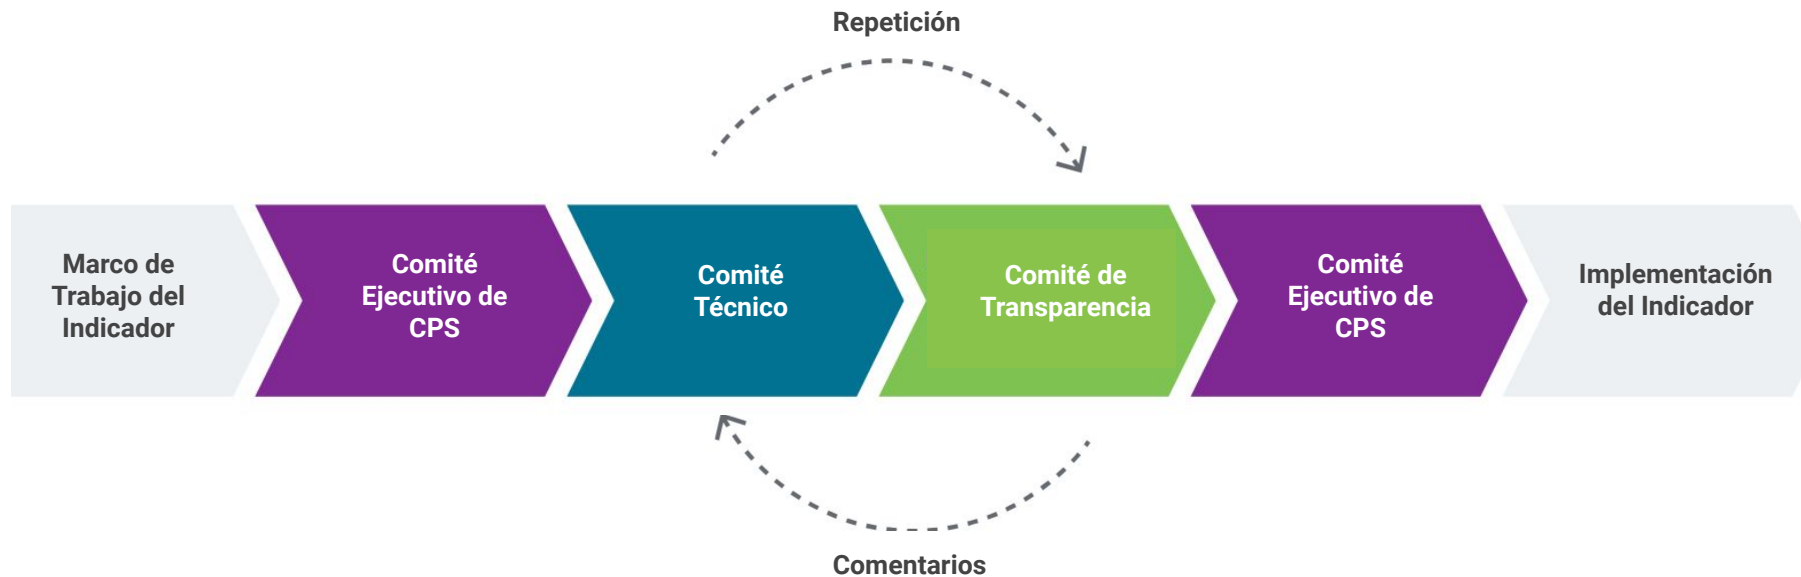 Repetición
Marco de
Trabajo del
Indicador
Comité
Ejecutivo de
CPS
Comité
Técnico
Comité de
Transparencia
Comité
Ejecutivo de
CPS
Implementación
del Indicador
Comentarios